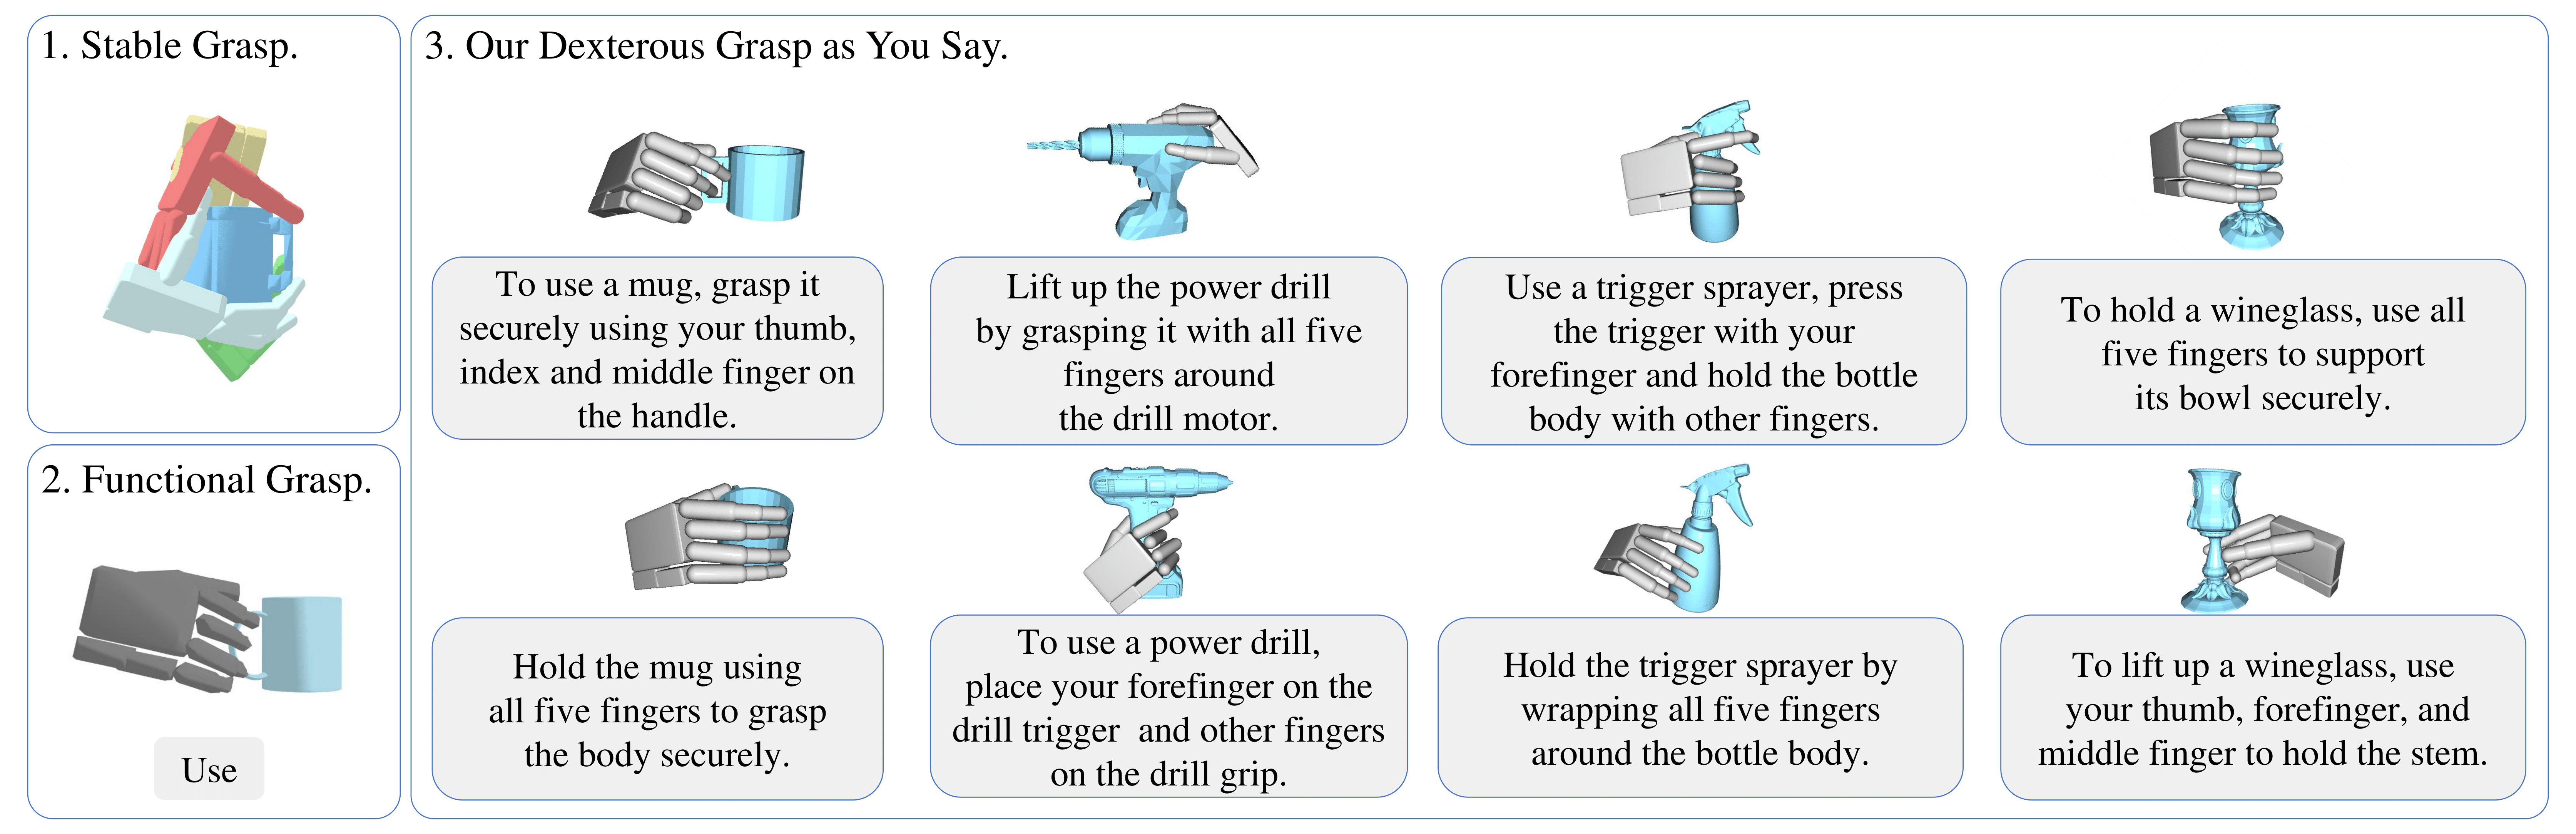 1. Stable Grasp.
2. Functional Grasp.
Use
3. Our Dexterous Grasp as You Say.
To use a mug, grasp it
securely using your thumb,
index and middle finger on
the handle.
Lift up the power drill
by grasping it with all five
fingers around
the drill motor.
Use a trigger sprayer, press
the trigger with your
forefinger and hold the bottle
body with other fingers.
To hold a wineglass, use all
five fingers to support
its bowl securely.
Hold the mug using
all five fingers to grasp
the body securely.
To use a power drill,
place your forefinger on the
drill trigger  and other fingers
on the drill grip.
Hold the trigger sprayer by
wrapping all five fingers
around the bottle body.
To lift up a wineglass, use
your thumb, forefinger, and
middle finger to hold the stem.